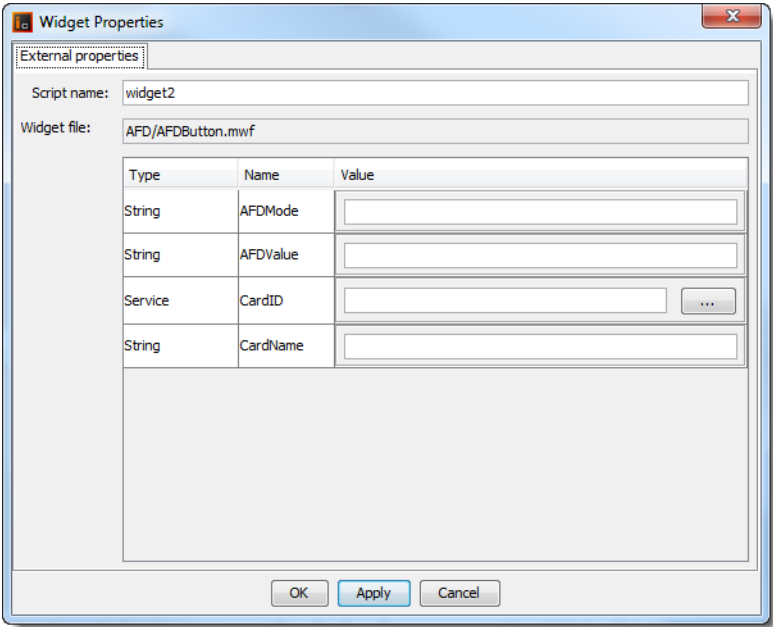 Widget Properties
External properties
Script name: widget2
Widget file: AFD/AFDButton.mwf
Type Name Value
String AFDMode
String AFDValue
Service CardID ...
String CardName
OK Apply Cancel